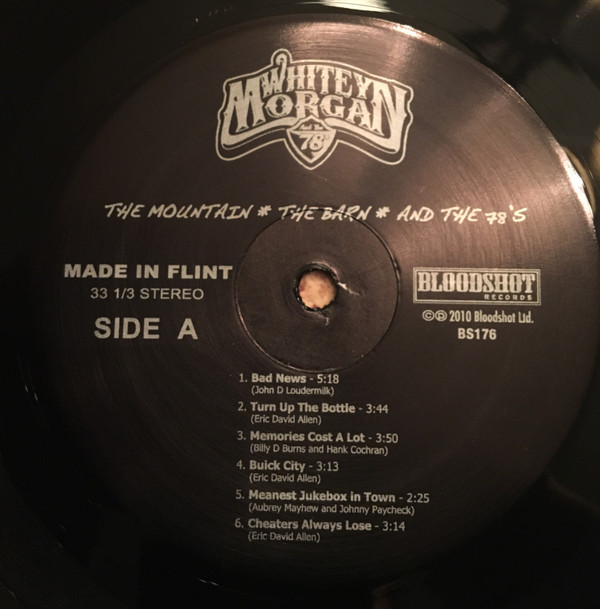 WHITEY
MORGAN
And The
78's
THE MOUNTAIN * THE BARN * AND THE 78'S
MADE IN FLINT
33 1/3 STEREO
SIDE A
BLOODSHOT
RECORDS
©℗ 2010 Bloodshot Ltd.
BS176
1. Bad News - 5:18
(John D Loudermilk)
2. Turn Up The Bottle - 3:44
(Eric David Allen)
3. Memories Cost A Lot - 3:50
(Billy D Burns and Hank Cochran)
4. Buick City - 3:13
(Eric David Allen)
5. Meanest Jukebox in Town - 2:25
(Aubrey Mayhew and Johnny Paycheck)
6. Cheaters Always Lose - 3:14
(Eric David Allen)